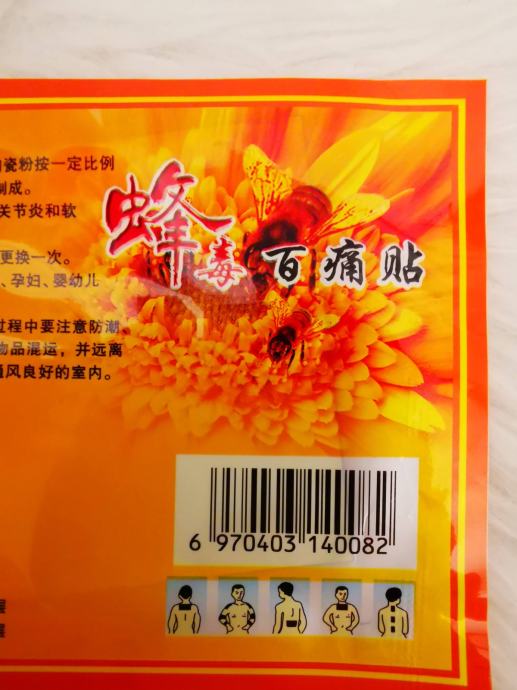 瓷粉按一定比例
制成。
关节炎和软
更换一次。
、孕妇、婴幼儿
过程中要注意防潮。
物品混运，并远离
通风良好的室内。
蜂毒百痛贴
6 970403 140082